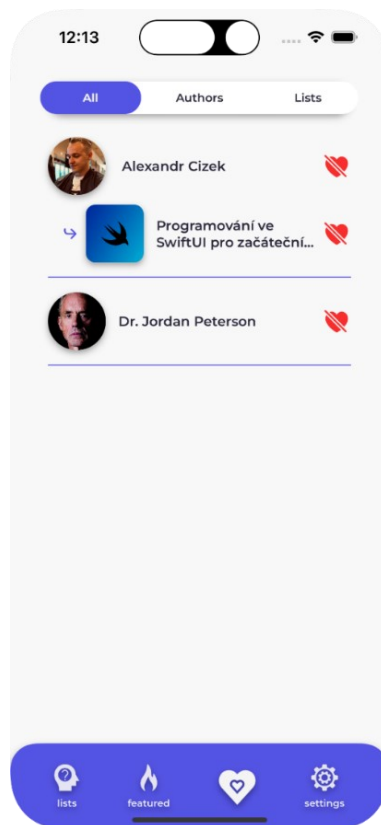 12:13
All
Authors
Lists
Alexandr Cizek
Programování ve
SwiftUI pro začáteční...
Dr. Jordan Peterson
lists
featured
settings